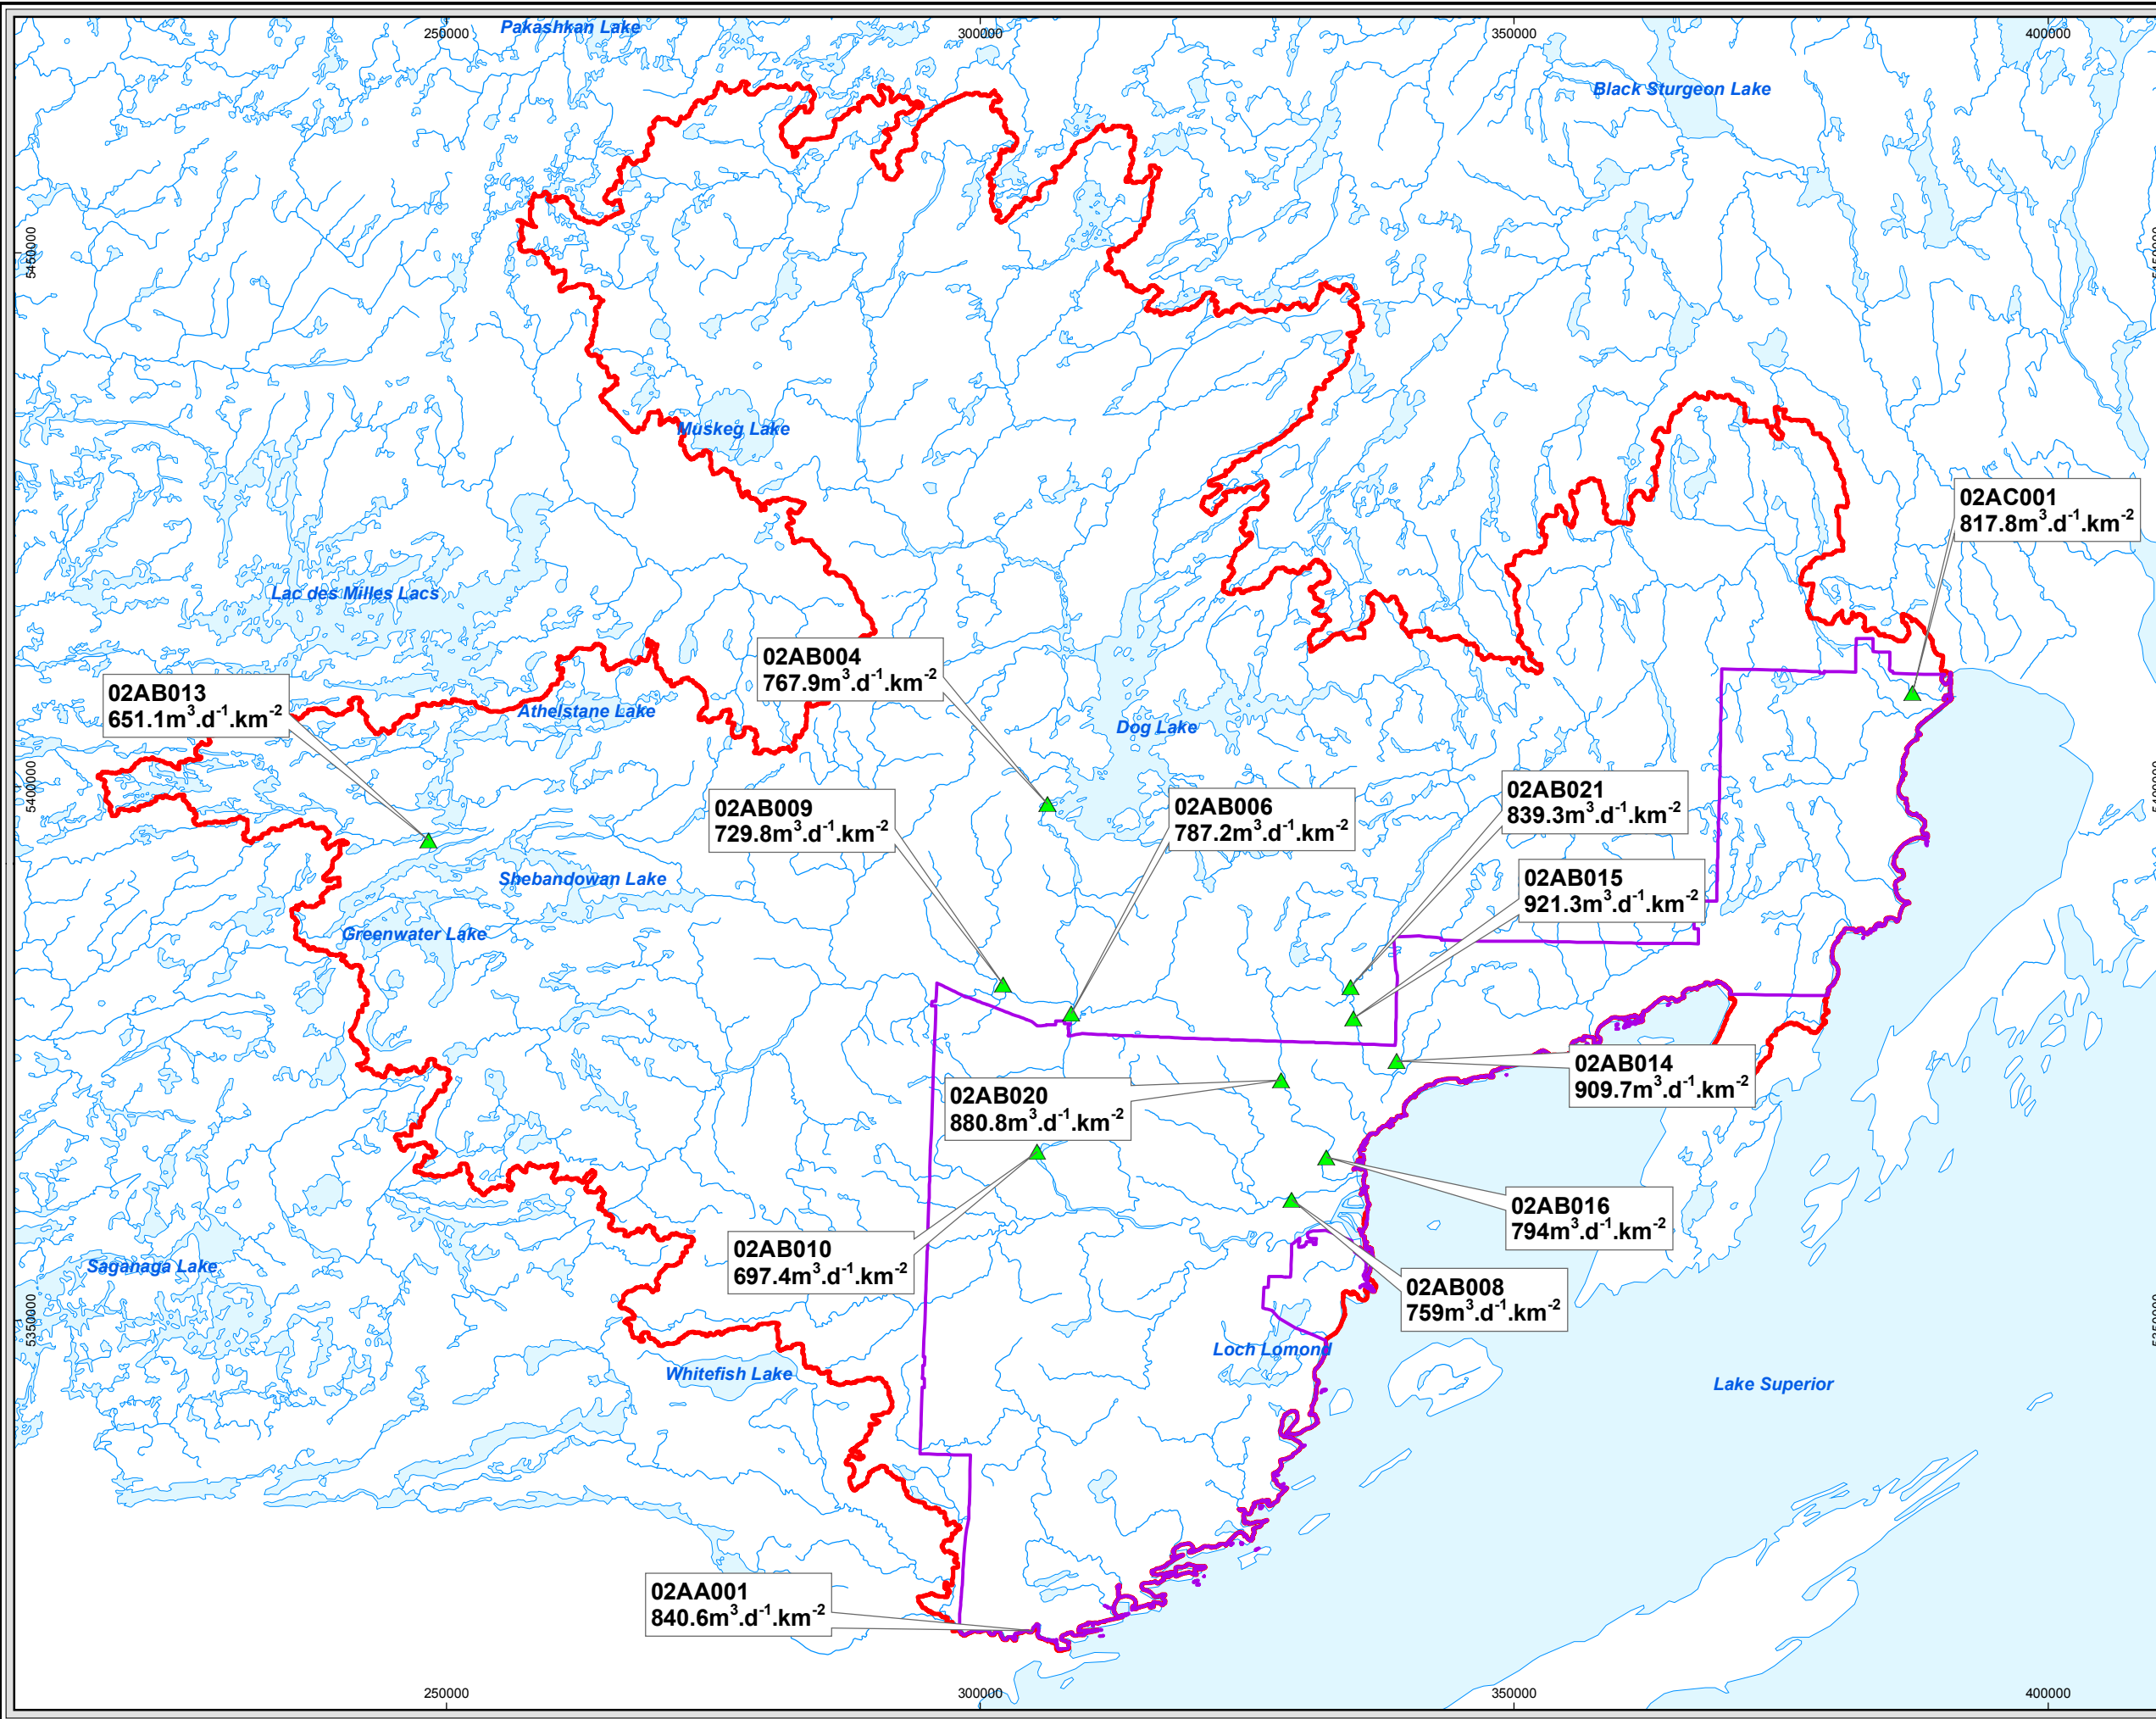 Pakashkan Lake
250000
300000
350000
400000
Black Sturgeon Lake
5450000
5450000
Muskeg Lake
02AC001
817.8m³.d⁻¹.km⁻²
Lac des Milles Lacs
02AB004
767.9m³.d⁻¹.km⁻²
02AB013
651.1m³.d⁻¹.km⁻²
Athelstane Lake
Dog Lake
5400000
5400000
02AB009
729.8m³.d⁻¹.km⁻²
02AB006
787.2m³.d⁻¹.km⁻²
02AB021
839.3m³.d⁻¹.km⁻²
Shebandowan Lake
02AB015
921.3m³.d⁻¹.km⁻²
Greenwater Lake
02AB014
909.7m³.d⁻¹.km⁻²
02AB020
880.8m³.d⁻¹.km⁻²
02AB016
794m³.d⁻¹.km⁻²
02AB010
697.4m³.d⁻¹.km⁻²
Saganaga Lake
02AB008
759m³.d⁻¹.km⁻²
5350000
5350000
Loch Lomond
Whitefish Lake
Lake Superior
02AA001
840.6m³.d⁻¹.km⁻²
250000
300000
350000
400000